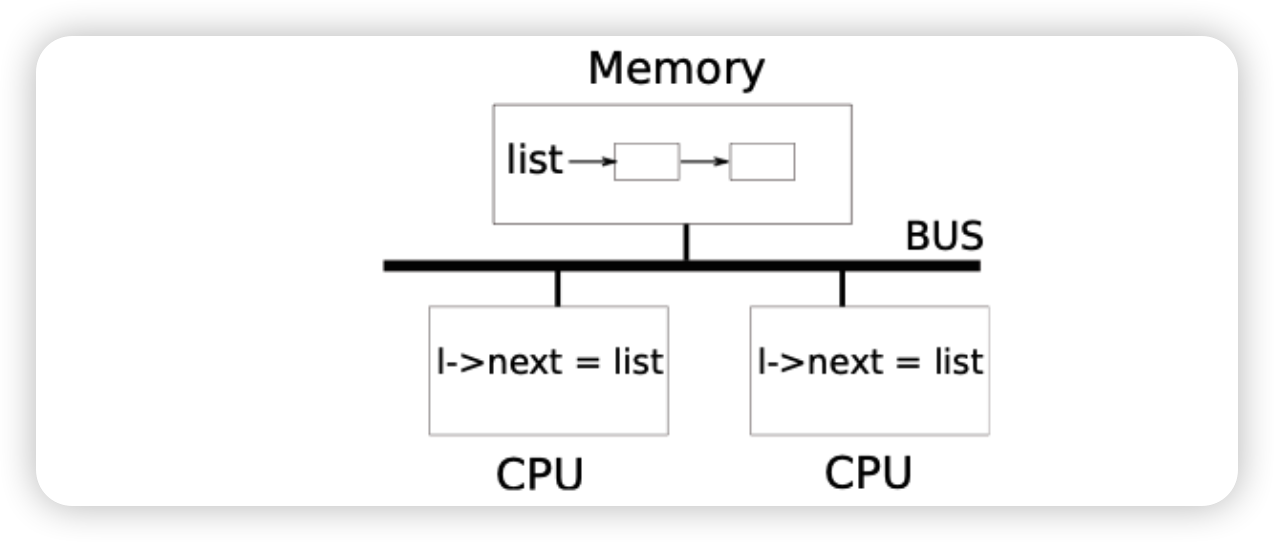 Memory
list
BUS
l->next = list
l->next = list
CPU
CPU